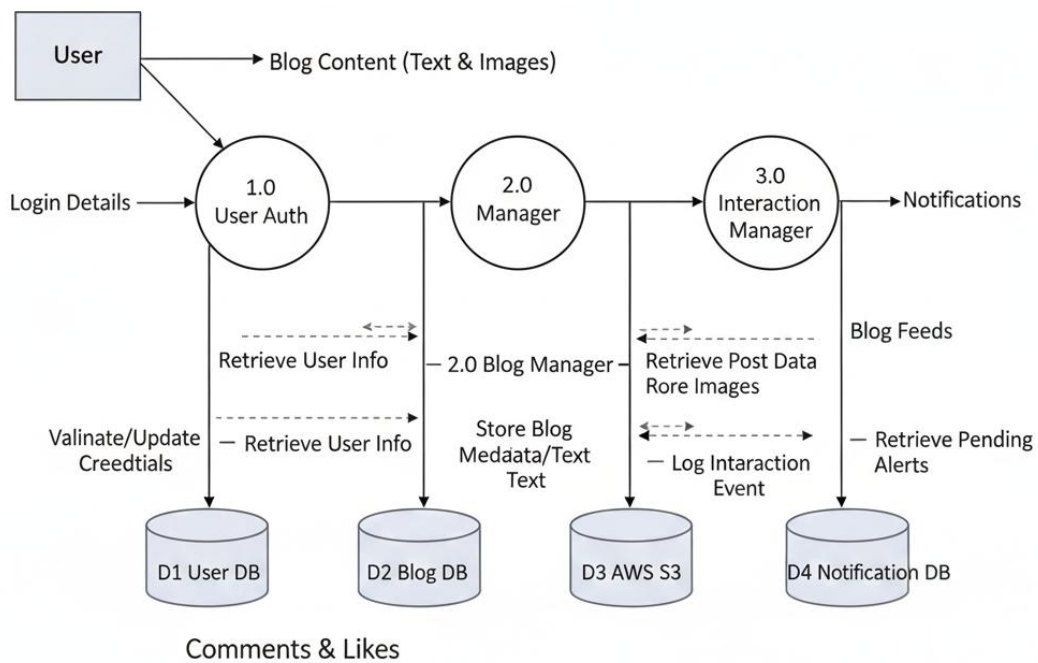 User
Blog Content (Text & Images)
Login Details
1.0
User Auth
2.0
Manager
3.0
Interaction
Manager
Notifications
Blog Feeds
Retrieve User Info
– 2.0 Blog Manager –
Retrieve Post Data
Rore Images
Valinate/Update
Creedtials
– Retrieve User Info
Store Blog
Medaata/Text
Text
– Log Intaraction
Event
– Retrieve Pending
Alerts
D1 User DB
D2 Blog DB
D3 AWS S3
D4 Notification DB
Comments & Likes